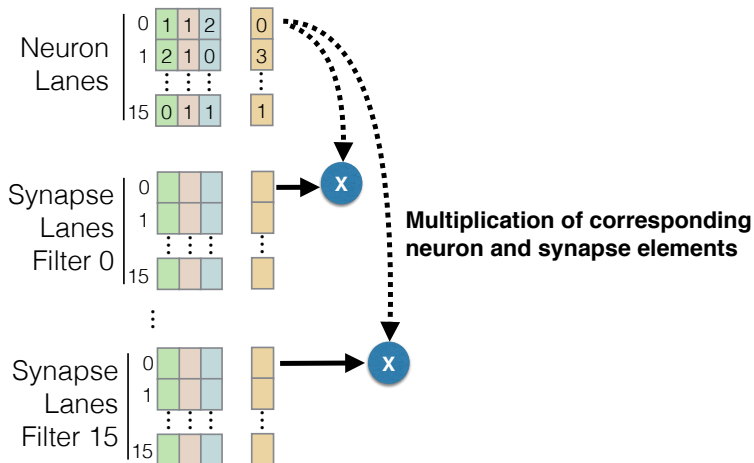 Neuron
Lanes
0 1 1 2 0
1 2 1 0 3
15 0 1 1 1
Synapse
Lanes
Filter 0
0
1
15
X
Multiplication of corresponding
neuron and synapse elements
Synapse
Lanes
Filter 15
0
1
15
X